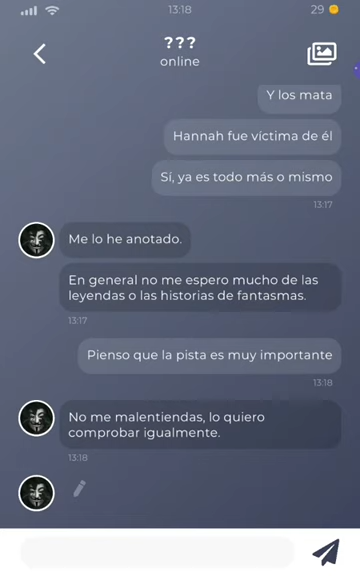 13:18
29
???
online
Y los mata
Hannah fue víctima de él
Sí, ya es todo más o mismo
13:17
Me lo he anotado.
En general no me espero mucho de las
leyendas o las historias de fantasmas.
13:17
Pienso que la pista es muy importante
13:18
No me malentiendas, lo quiero
comprobar igualmente.
13:18